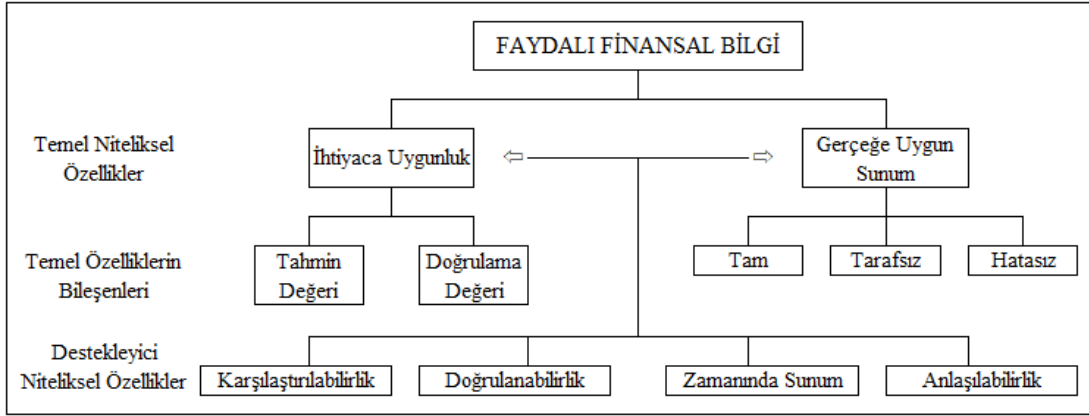 FAYDALI FİNANSAL BİLGİ
Temel Niteliksel
Özellikler
İhtiyaca Uygunluk
Gerçeğe Uygun
Sunum
Temel Özelliklerin
Bileşenleri
Tahmin
Değeri
Doğrulama
Değeri
Tam
Tarafsız
Hatasız
Destekleyici
Niteliksel Özellikler
Karşılaştırılabilirlik
Doğrulanabilirlik
Zamanında Sunum
Anlaşılabilirlik